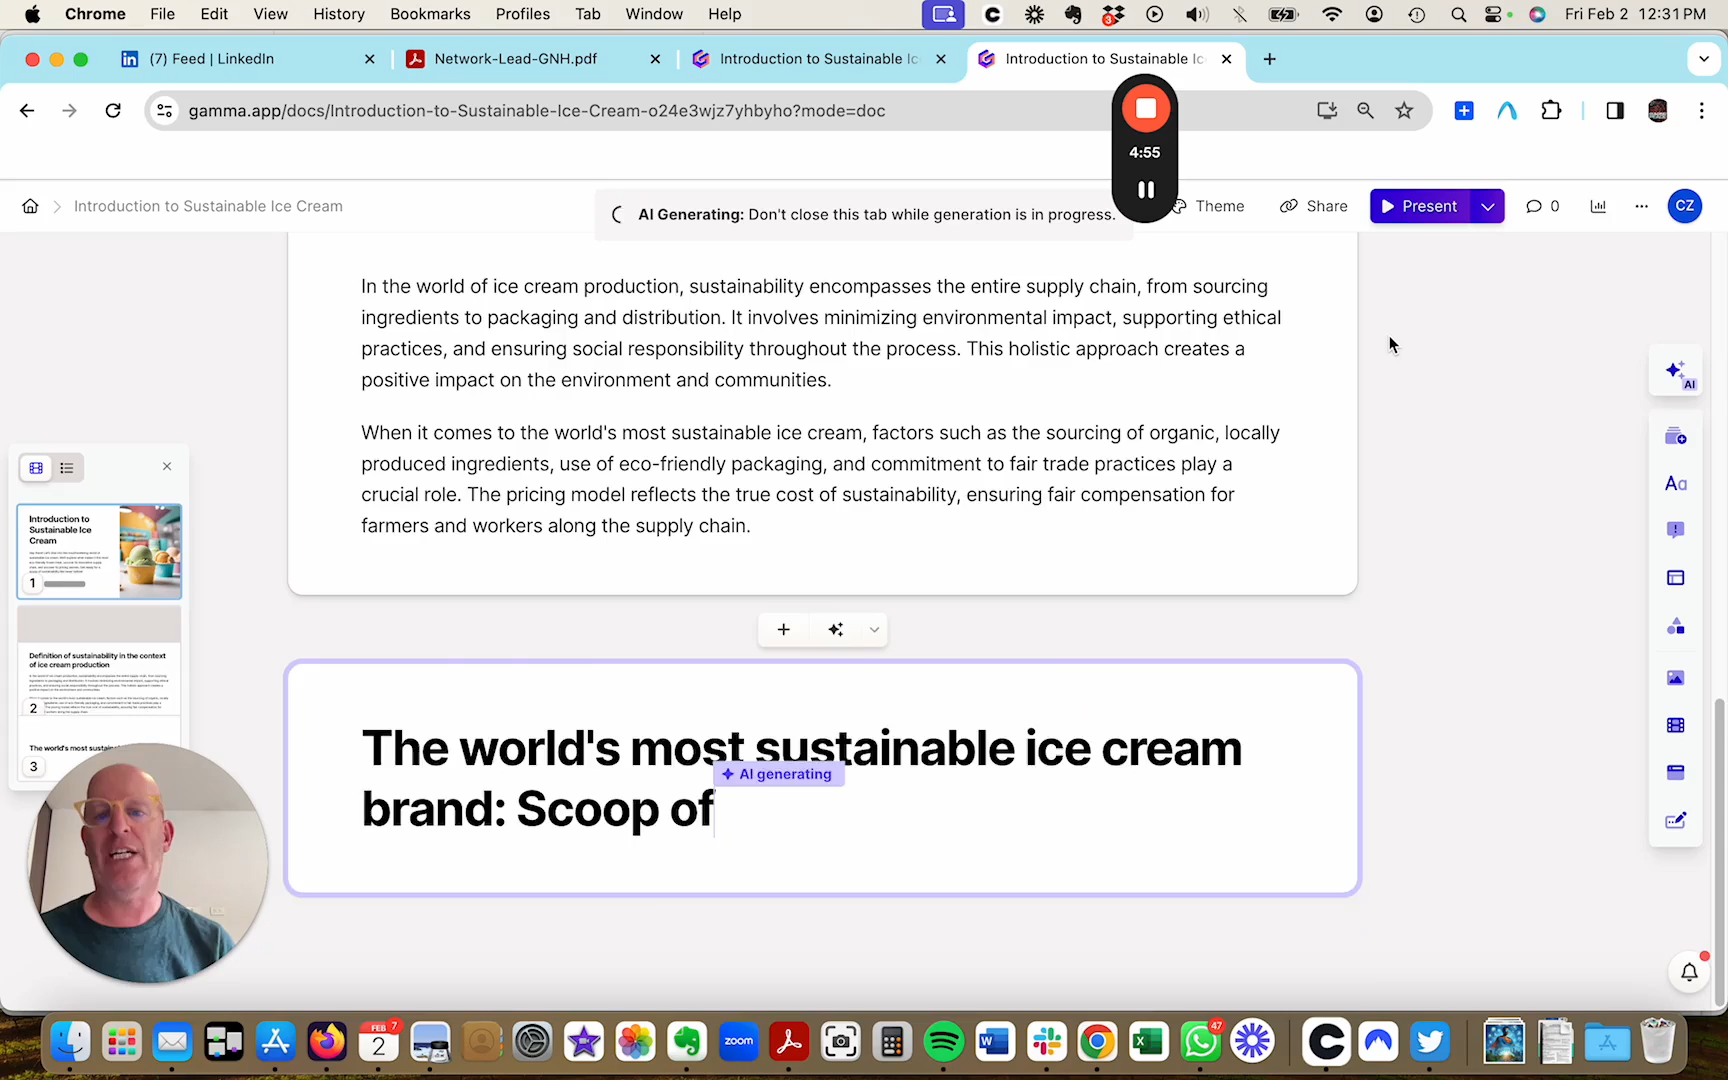 Chrome File Edit View History Bookmarks Profiles Tab Window Help
Fri Feb 2 12:31 PM
(7) Feed | LinkedIn
Network-Lead-GNH.pdf
Introduction to Sustainable Ic
Introduction to Sustainable Ic
gamma.app/docs/Introduction-to-Sustainable-Ice-Cream-o24e3wjz7yhbyho?mode=doc
4:55
Introduction to Sustainable Ice Cream
AI Generating: Don't close this tab while generation is in progress.
Theme
Share
Present
0
CZ
In the world of ice cream production, sustainability encompasses the entire supply chain, from sourcing
ingredients to packaging and distribution. It involves minimizing environmental impact, supporting ethical
practices, and ensuring social responsibility throughout the process. This holistic approach creates a
positive impact on the environment and communities.
When it comes to the world's most sustainable ice cream, factors such as the sourcing of organic, locally
produced ingredients, use of eco-friendly packaging, and commitment to fair trade practices play a
crucial role. The pricing model reflects the true cost of sustainability, ensuring fair compensation for
farmers and workers along the supply chain.
The world's most sustainable ice cream
AI generating
brand: Scoop of
Introduction to
Sustainable Ice
Cream
1
Definition of sustainability in the context
of ice cream production
2
The world's most sustain
3
AI
Aa
3
FEB
7
2
zoom
W
X
47